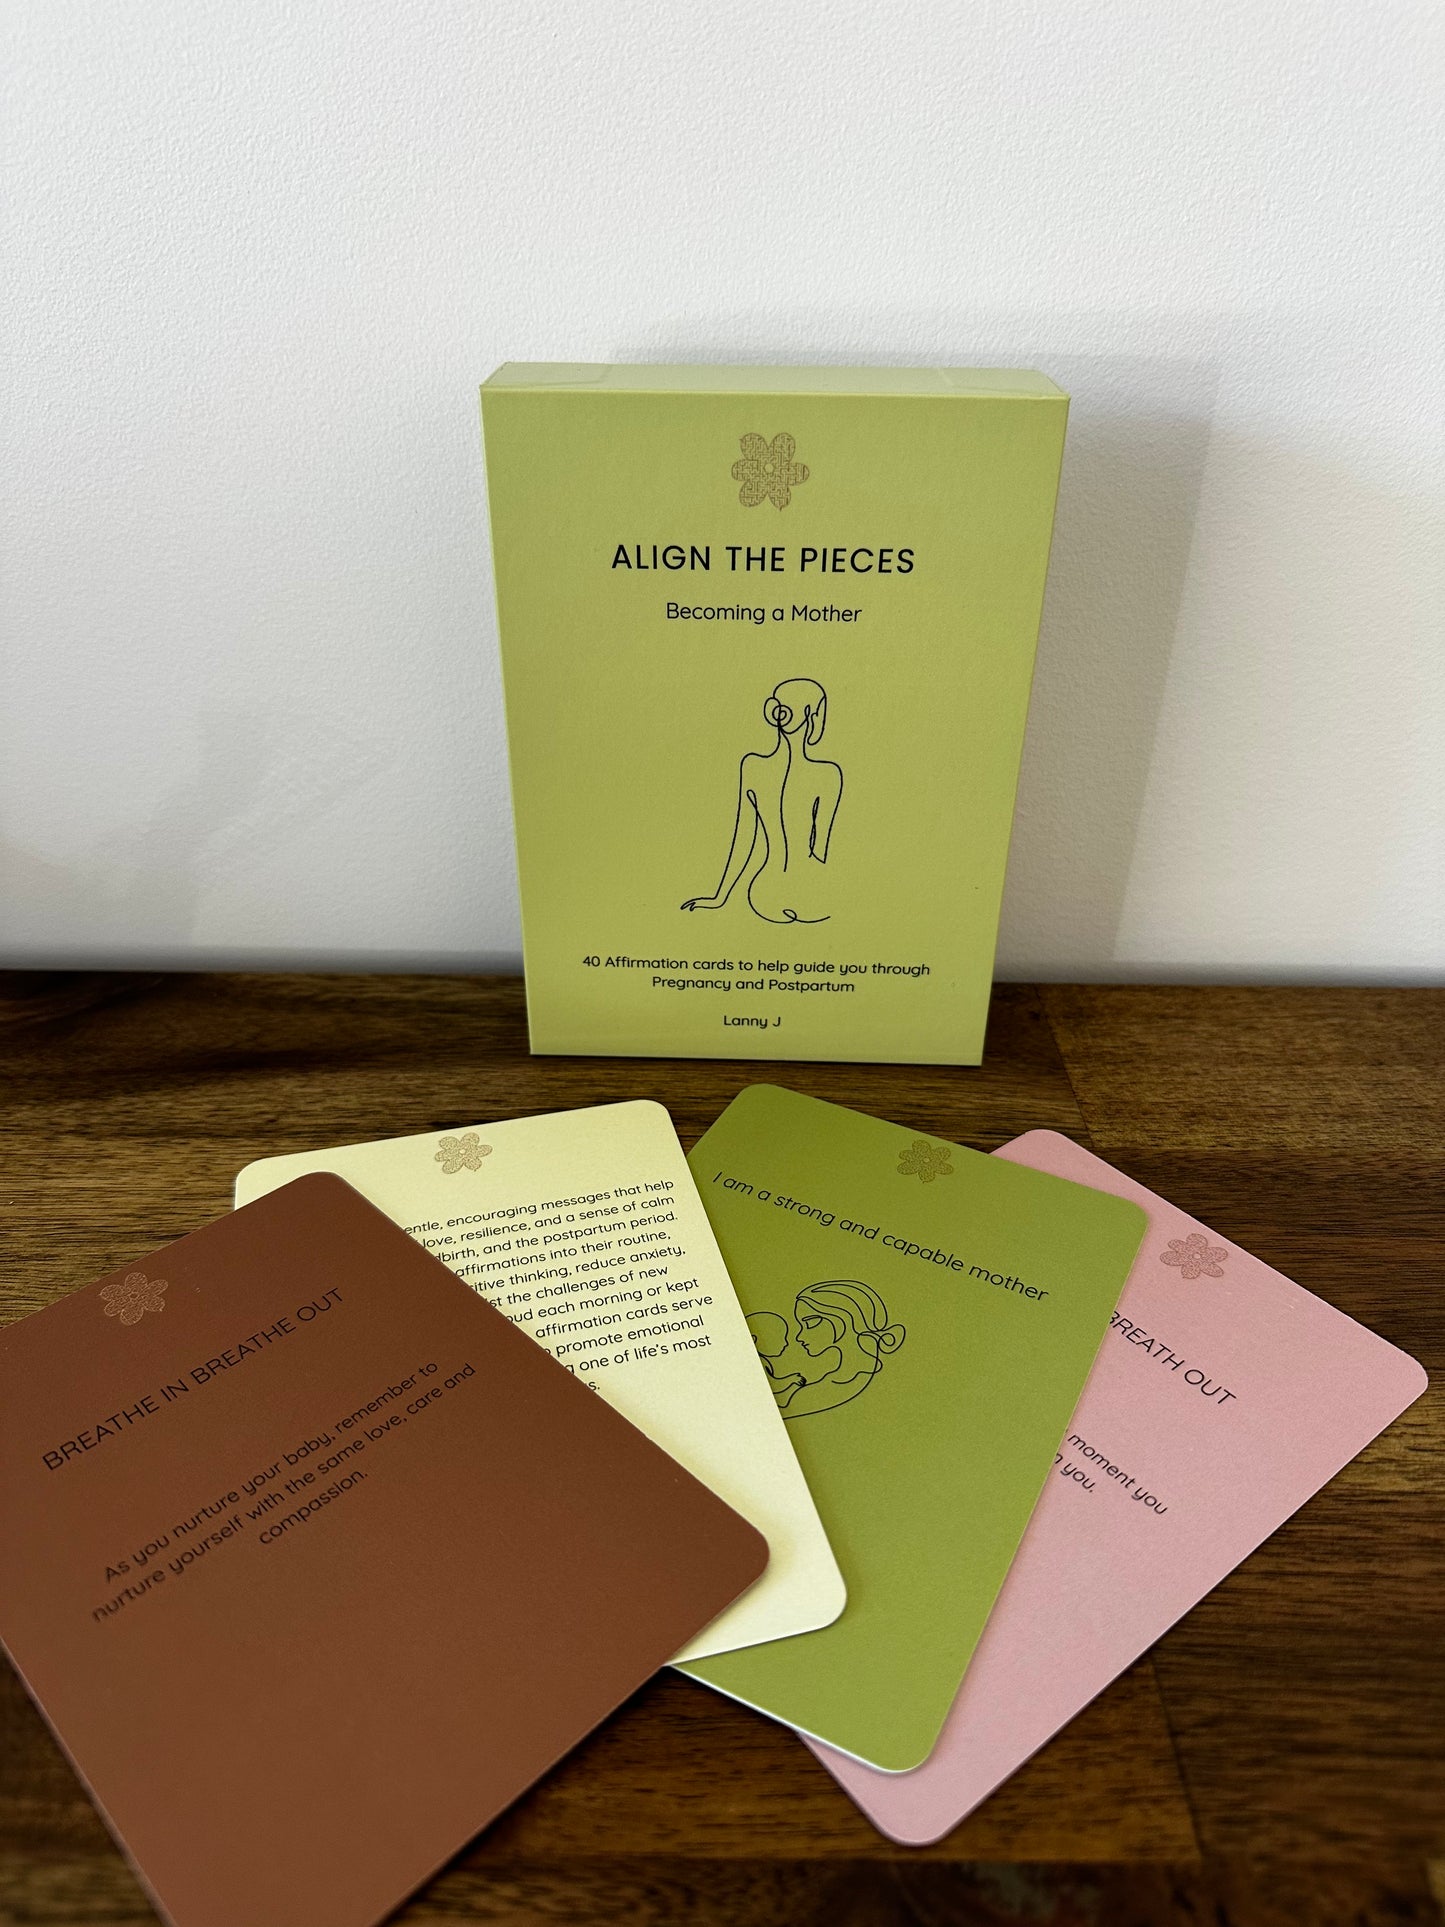 ALIGN THE PIECES
Becoming a Mother
40 Affirmation cards to help guide you through
Pregnancy and Postpartum
Lanny J
BREATHE IN BREATHE OUT
As you nurture your baby, remember to
nurture yourself with the same love, care and
compassion.
encouraging messages that help
love, resilience, and a sense of calm
and the postpartum period.
affirmations into their routine,
thinking, reduce anxiety,
the challenges of new
each morning or kept
affirmation cards serve
promote emotional
one of life's most
I am a strong and capable mother
BREATH OUT
moment you
you.